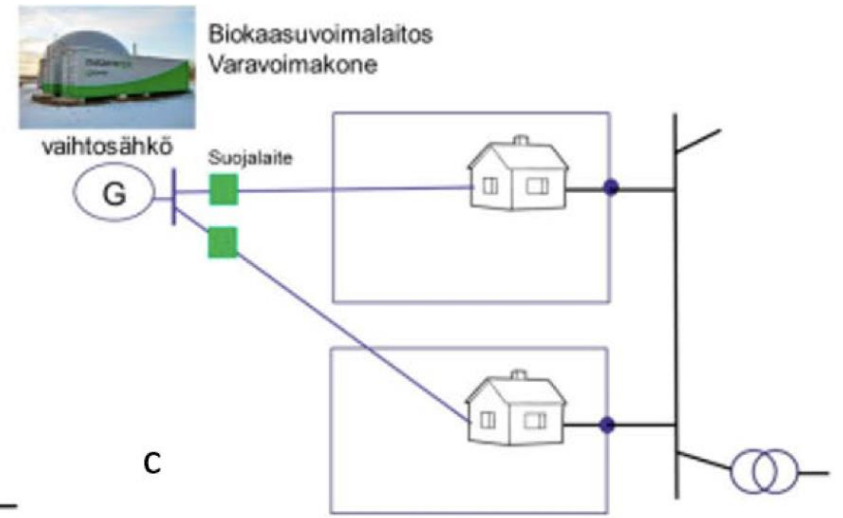 Biokaasuvoimalaitos
Varavoimakone
vaihtosähkö
Suojalaite
G
c